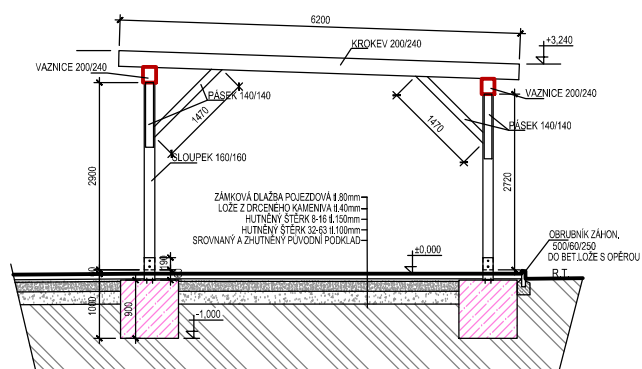 6200
KROKEV 200/240
+3,240
VAZNICE 200/240
VAZNICE 200/240
PÁSEK 140/140
PÁSEK 140/140
1470
1470
SLOUPEK 160/160
2900
2720
ZÁMKOVÁ DLAŽBA POJEZDOVÁ tl.80mm
LOŽE Z DRCENÉHO KAMENIVA tl.40mm
HUTNĚNÝ ŠTĚRK 8-16 tl.150mm
HUTNĚNÝ ŠTĚRK 32-63 tl.100mm
SROVNANÝ A ZHUTNĚNÝ PŮVODNÍ PODKLAD
OBRUBNÍK ZÁHON.
500/60/250
DO BET.LOŽE S OPĚROU
±0,000
R.T.
190
1000
900
-1,000